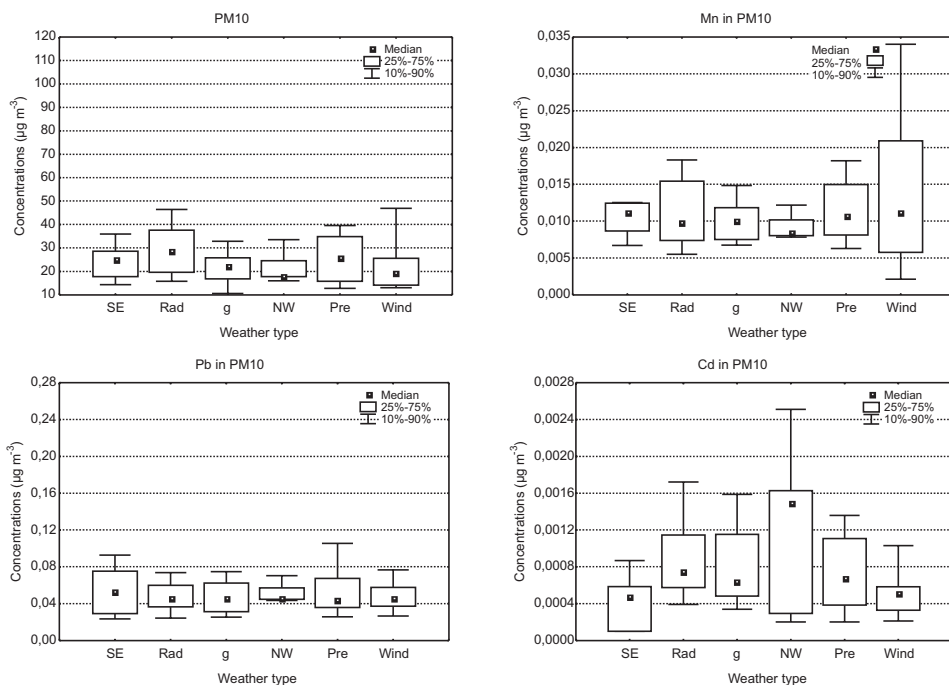 PM10
Concentrations (µg m-3)
120
110
100
90
80
70
60
50
40
30
20
10
Median
25%-75%
10%-90%
SE Rad g NW Pre Wind
Weather type
Mn in PM10
Concentrations (µg m-3)
0,035
0,030
0,025
0,020
0,015
0,010
0,005
0,000
Median
25%-75%
10%-90%
SE Rad g NW Pre Wind
Weather type
Pb in PM10
Concentrations (µg m-3)
0,28
0,24
0,20
0,16
0,12
0,08
0,04
0,00
Median
25%-75%
10%-90%
SE Rad g NW Pre Wind
Weather type
Cd in PM10
Concentrations (µg m-3)
0,0028
0,0024
0,0020
0,0016
0,0012
0,0008
0,0004
0,0000
Median
25%-75%
10%-90%
SE Rad g NW Pre Wind
Weather type